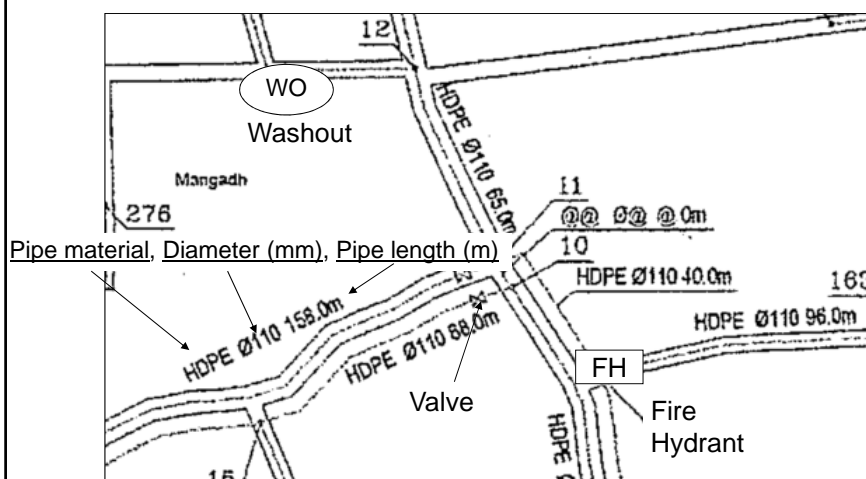 12
WO
Washout
HDPE Ø110 65.0m
Mangadh
276
11
@@ Ø@ @0m
10
Pipe material, Diameter (mm), Pipe length (m)
HDPE Ø110 40.0m
163
HDPE Ø110 158.0m
HDPE Ø110 96.0m
HDPE Ø110 68.0m
FH
Valve
Fire
Hydrant
HDPE Ø
15